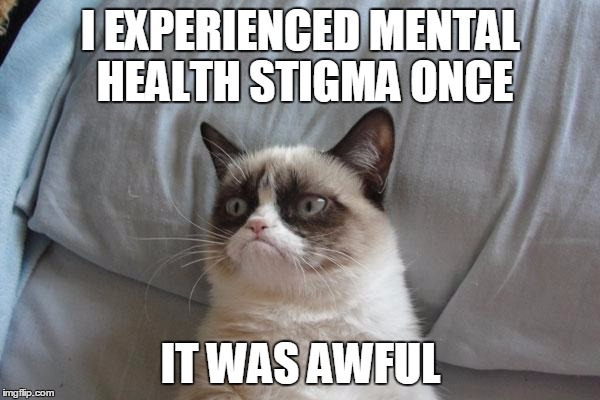 I EXPERIENCED MENTAL
HEALTH STIGMA ONCE
IT WAS AWFUL
imgflip.com